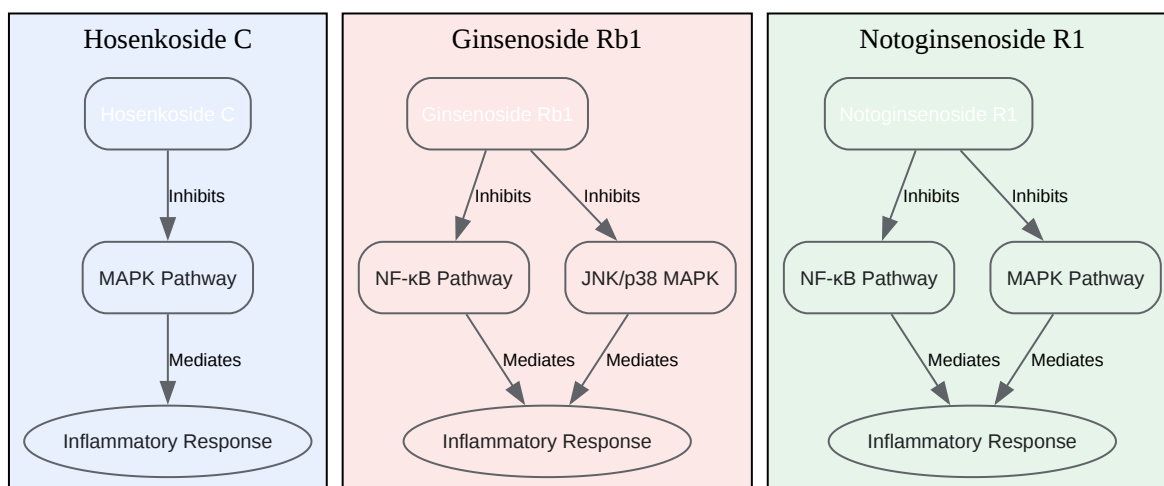 Hosenkoside C
Hosenkoside C
Inhibits
MAPK Pathway
Mediates
Inflammatory Response
Ginsenoside Rb1
Ginsenoside Rb1
Inhibits
Inhibits
NF-κB Pathway
JNK/p38 MAPK
Mediates
Mediates
Inflammatory Response
Notoginsenoside R1
Notoginsenoside R1
Inhibits
Inhibits
NF-κB Pathway
MAPK Pathway
Mediates
Mediates
Inflammatory Response